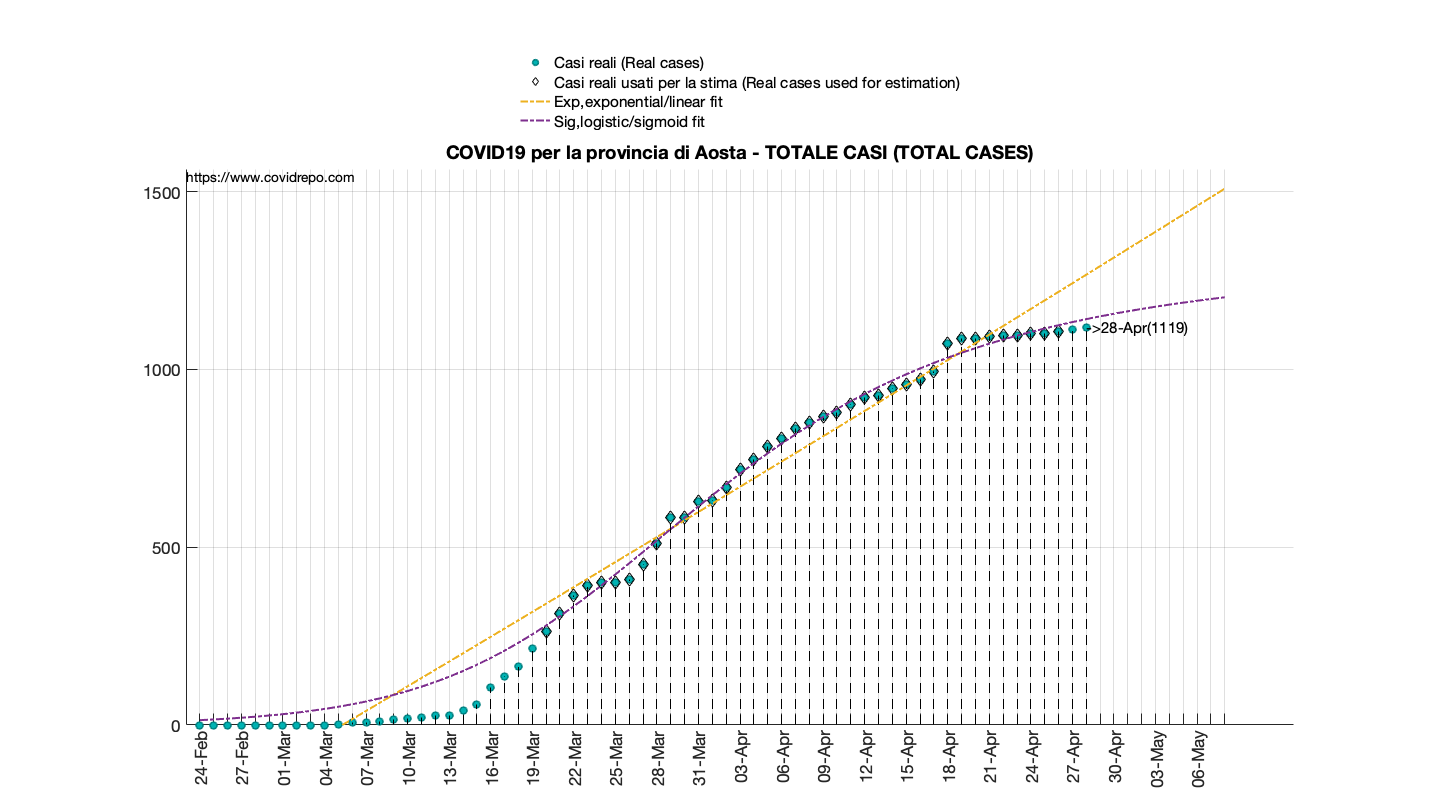 Casi reali (Real cases)
Casi reali usati per la stima (Real cases used for estimation)
Exp,exponential/linear fit
Sig,logistic/sigmoid fit
COVID19 per la provincia di Aosta - TOTALE CASI (TOTAL CASES)
https://www.covidrepo.com
1500
1000
500
0
>28-Apr(1119)
24-Feb
27-Feb
01-Mar
04-Mar
07-Mar
10-Mar
13-Mar
16-Mar
19-Mar
22-Mar
25-Mar
28-Mar
31-Mar
03-Apr
06-Apr
09-Apr
12-Apr
15-Apr
18-Apr
21-Apr
24-Apr
27-Apr
30-Apr
03-May
06-May